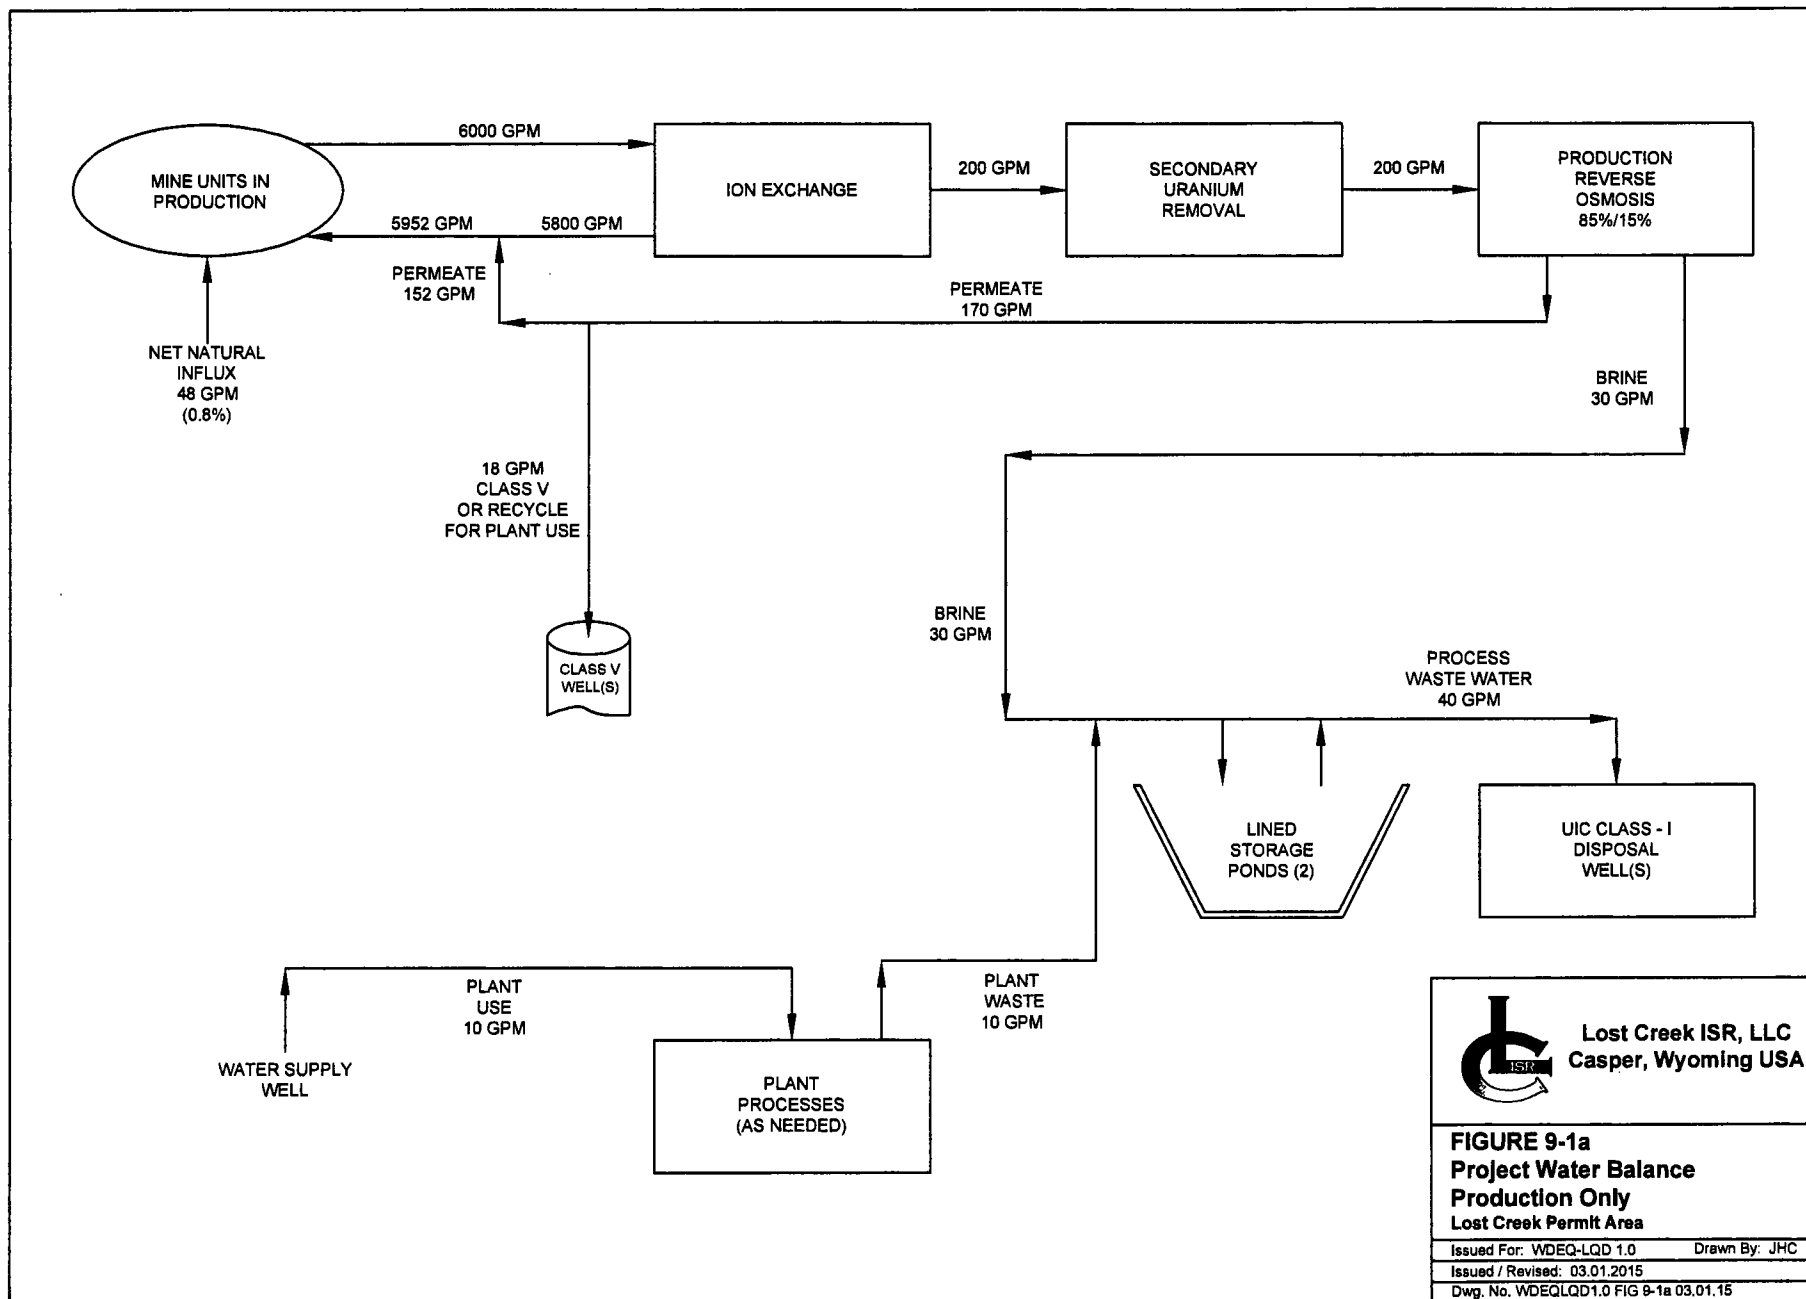 6000 GPM
MINE UNITS IN
PRODUCTION
ION EXCHANGE
200 GPM
SECONDARY
URANIUM
REMOVAL
200 GPM
PRODUCTION
REVERSE
OSMOSIS
85%/15%
5952 GPM
5800 GPM
PERMEATE
152 GPM
PERMEATE
170 GPM
NET NATURAL
INFLUX
48 GPM
(0.8%)
BRINE
30 GPM
18 GPM
CLASS V
OR RECYCLE
FOR PLANT USE
BRINE
30 GPM
CLASS V
WELL(S)
PROCESS
WASTE WATER
40 GPM
LINED
STORAGE
PONDS (2)
UIC CLASS - I
DISPOSAL
WELL(S)
PLANT
USE
10 GPM
PLANT
WASTE
10 GPM
WATER SUPPLY
WELL
PLANT
PROCESSES
(AS NEEDED)
ISR
Lost Creek ISR, LLC
Casper, Wyoming USA
FIGURE 9-1a
Project Water Balance
Production Only
Lost Creek Permit Area
Issued For: WDEQ-LQD 1.0 Drawn By: JHC
Issued / Revised: 03.01.2015
Dwg. No. WDEQLQD1.0 FIG 9-1a 03.01.15